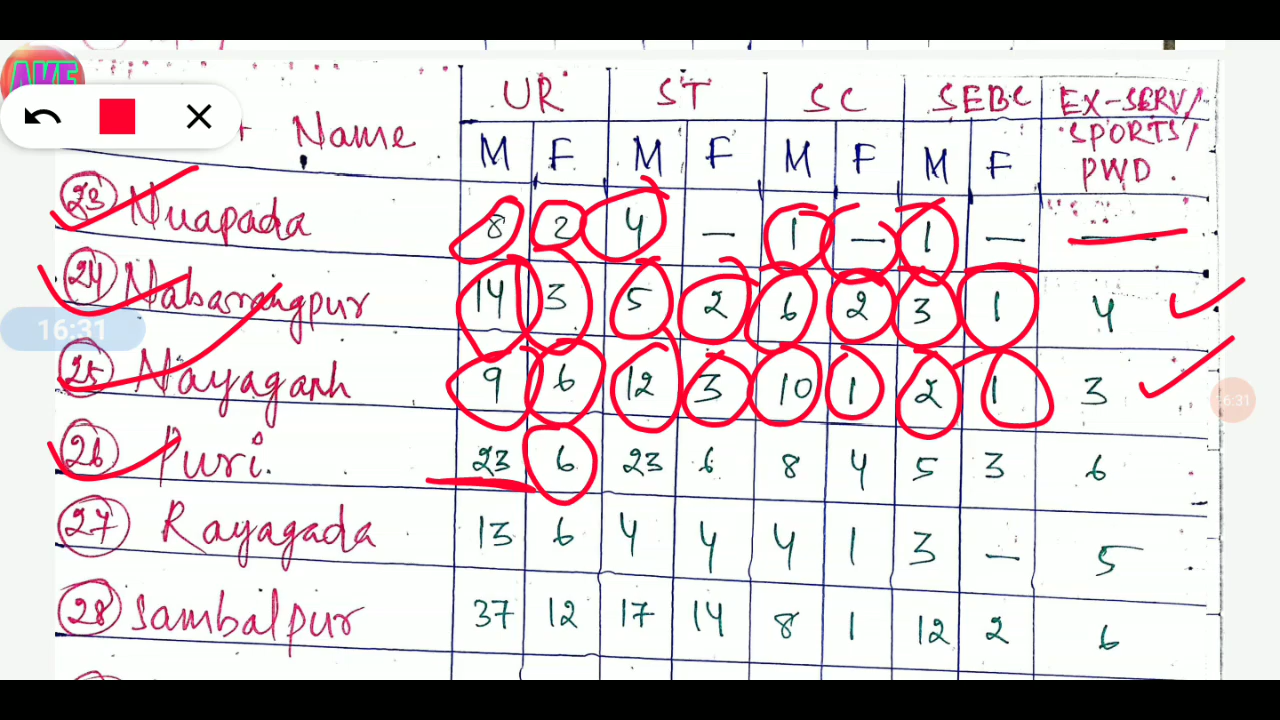 AKE
UR ST SC SEBC EX-SERV/
Name M F M F M F M F SPORTS/
PWD.
23 Nuapada 8 2 4 — 1 — 1 — —
24 Nabarangpur 14 3 5 2 6 2 3 1 4
16:31
25 Nayagarh 9 6 12 3 10 1 2 1 3
16:31
26 Puri. 23 6 23 6 8 4 5 3 6
27 Rayagada 13 6 4 4 4 1 3 — 5
28 Sambalpur 37 12 17 14 8 1 12 2 6